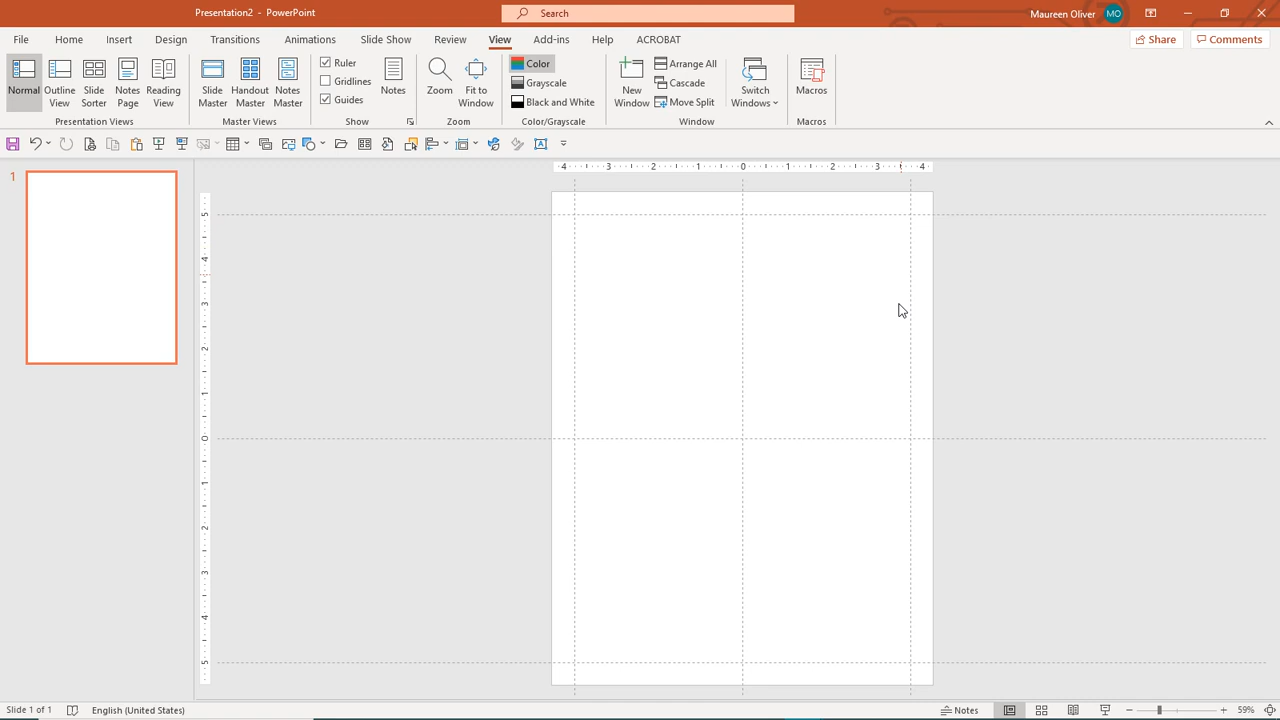 Presentation2 - PowerPoint
Search
Maureen Oliver MO
File Home Insert Design Transitions Animations Slide Show Review View Add-ins Help ACROBAT
Share Comments
Normal Outline View Slide Sorter Notes Page Reading View
Presentation Views
Slide Master Handout Master Notes Master
Master Views
Ruler
Gridlines
Guides
Notes
Show
Zoom Fit to Window
Zoom
Color
Grayscale
Black and White
Color/Grayscale
New Window
Arrange All
Cascade
Move Split
Switch Windows
Window
Macros
Macros
4 3 2 1 0 1 2 3 4
1
5
4
3
2
1
0
1
2
3
4
5
Slide 1 of 1 English (United States) Notes 59%